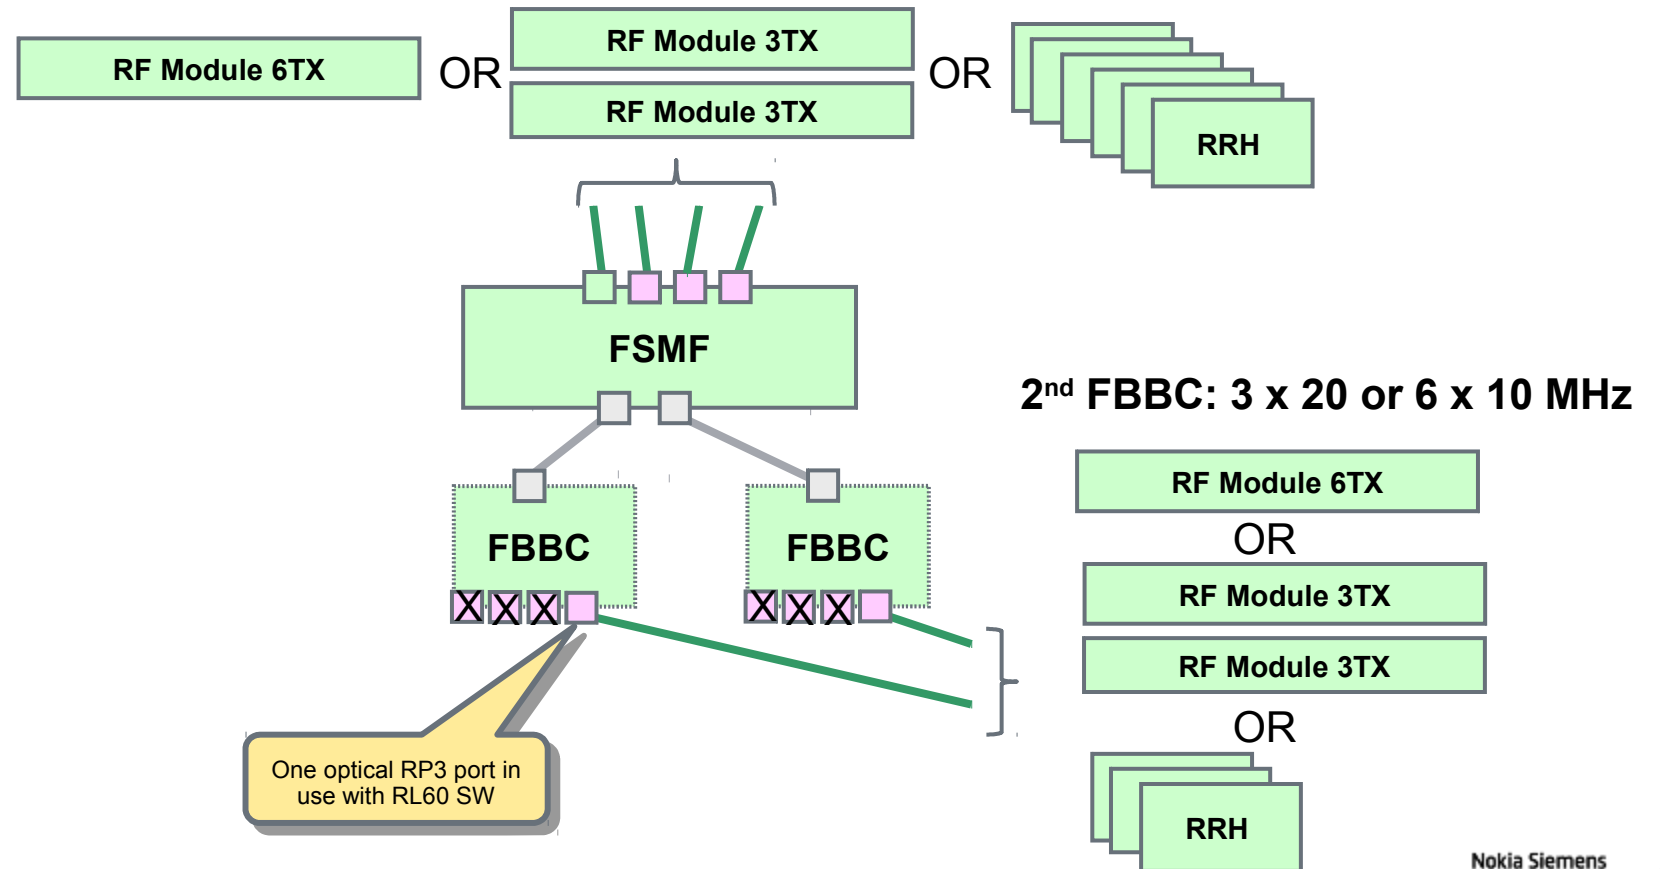 RF Module 6TX
OR
RF Module 3TX
RF Module 3TX
OR
RRH
FSMF
2nd FBBC: 3 x 20 or 6 x 10 MHz
FBBC
FBBC
X X X
X X X
RF Module 6TX
OR
RF Module 3TX
RF Module 3TX
OR
RRH
One optical RP3 port in
use with RL60 SW
Nokia Siemens